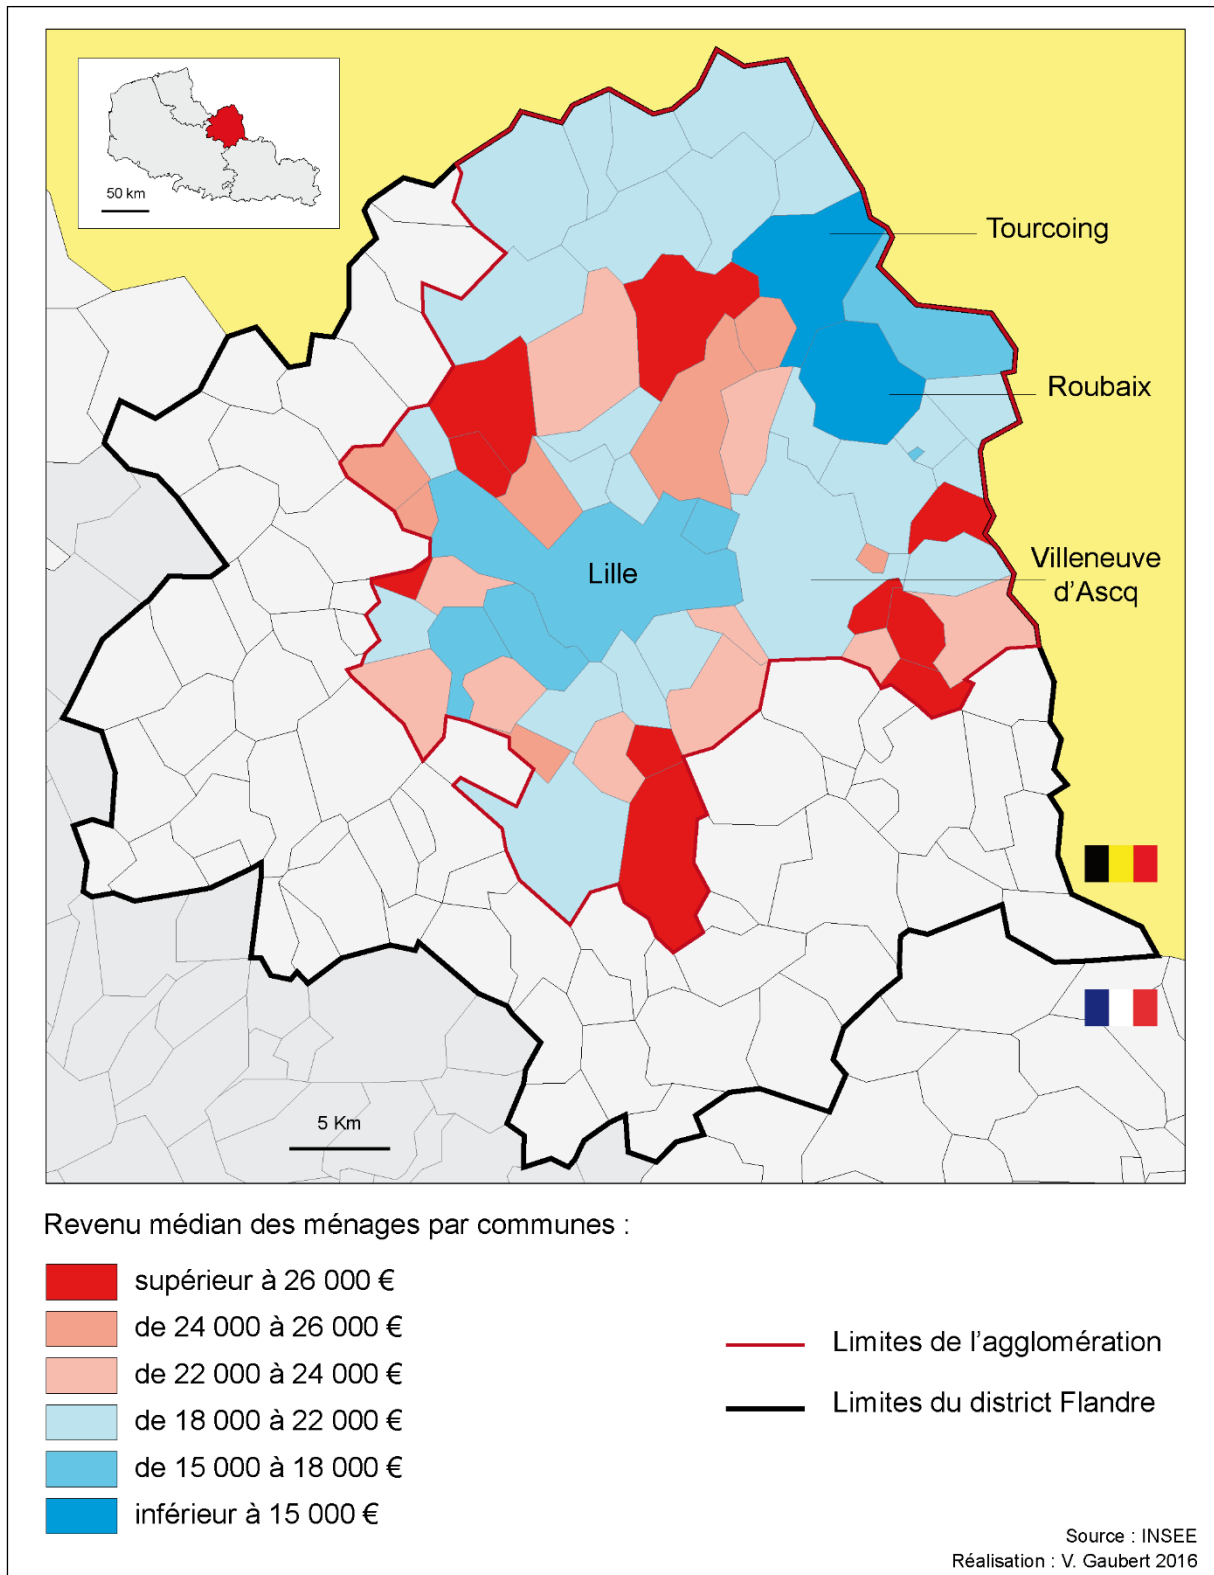 50 km
Tourcoing
Roubaix
Villeneuve
d'Ascq
Lille
5 Km
Revenu médian des ménages par communes :
supérieur à 26 000 €
de 24 000 à 26 000 €
de 22 000 à 24 000 €
de 18 000 à 22 000 €
de 15 000 à 18 000 €
inférieur à 15 000 €
Limites de l'agglomération
Limites du district Flandre
Source : INSEE
Réalisation : V. Gaubert 2016